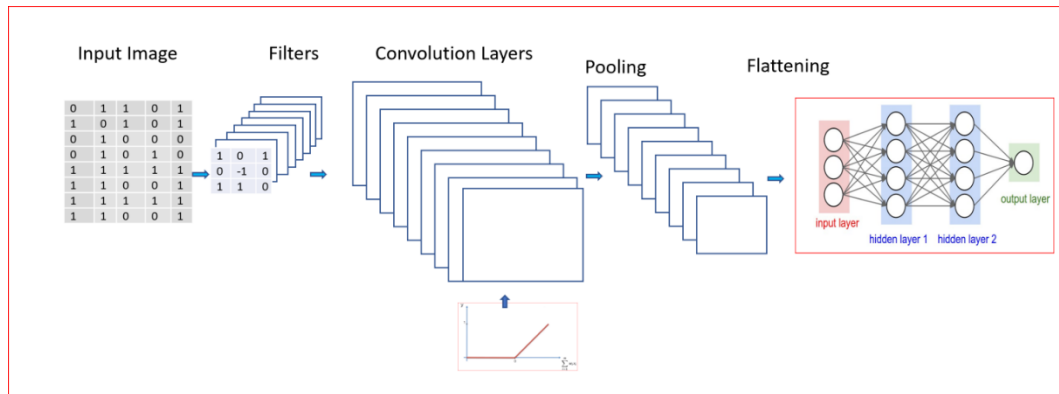 Input Image
Filters
Convolution Layers
Pooling
Flattening
0 1 1 0 1
1 0 1 0 1
0 1 0 0 0
0 1 0 1 0
1 1 1 1 1
1 1 0 0 1
1 1 1 1 1
1 1 0 0 1
1 0 1
0 -1 0
1 1 0
input layer
hidden layer 1
hidden layer 2
output layer